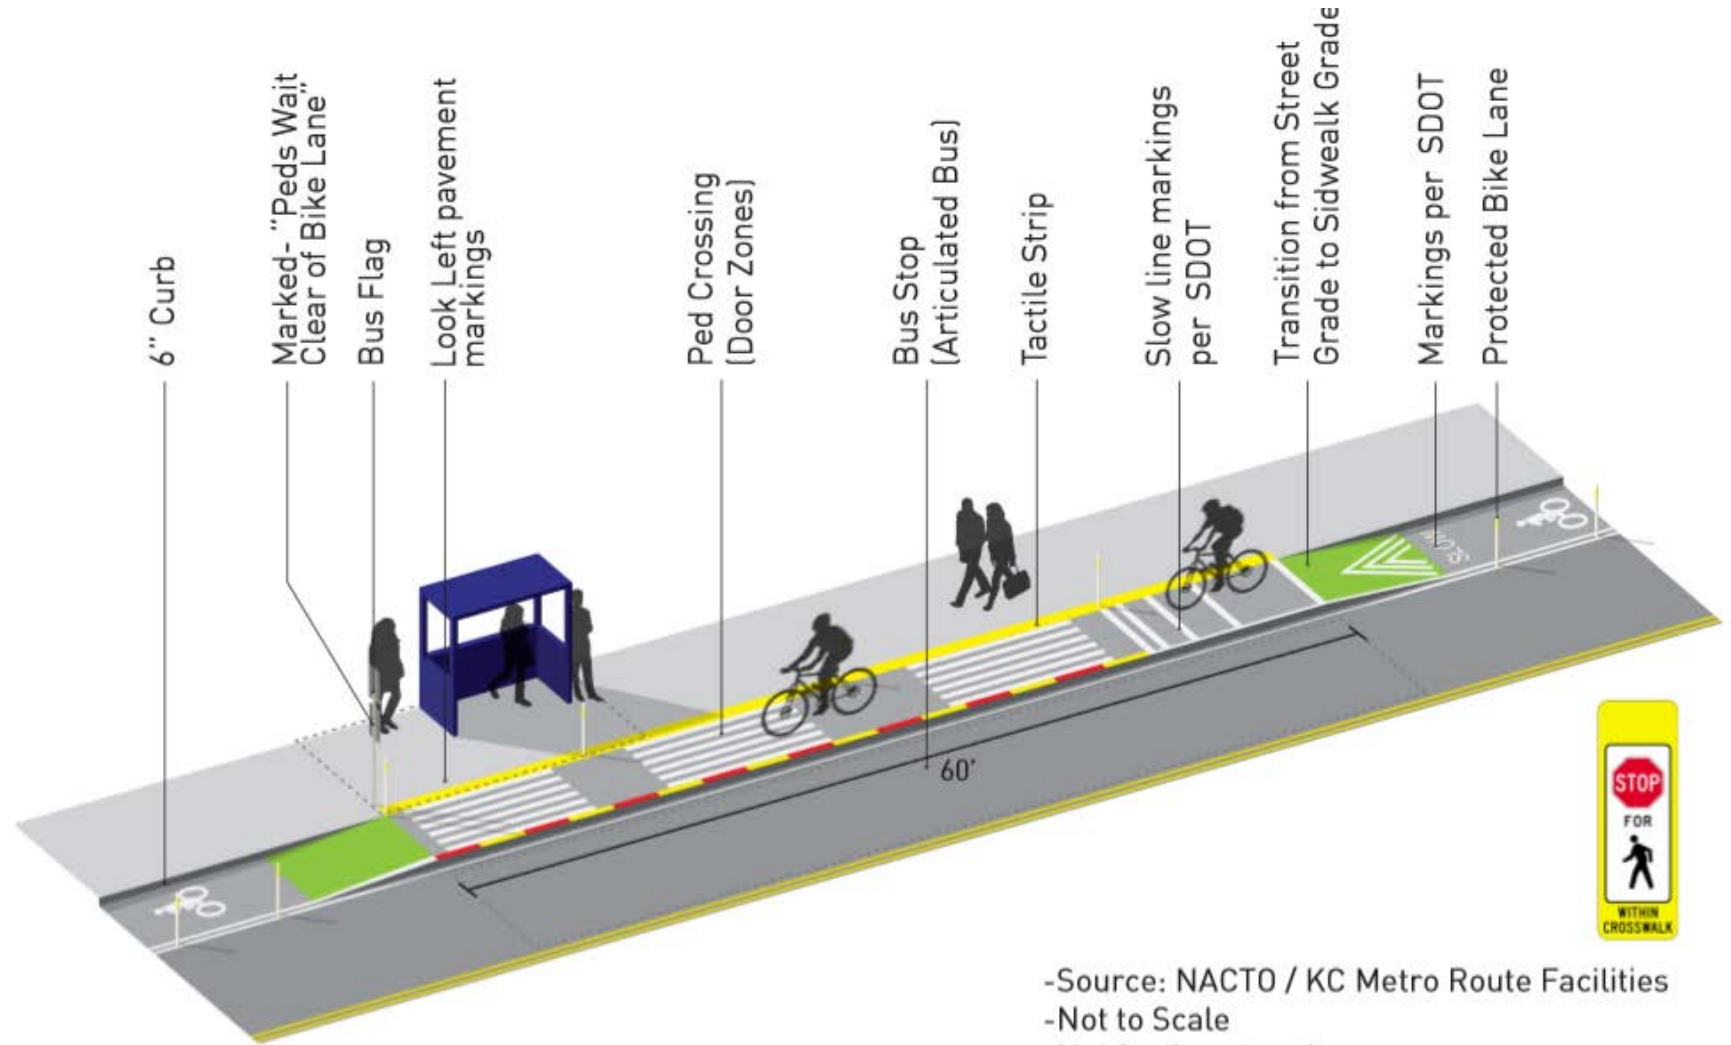 6” Curb
Marked- “Peds Wait
Clear of Bike Lane”
Bus Flag
Look Left pavement
markings
Ped Crossing
(Door Zones)
Bus Stop
(Articulated Bus)
Tactile Strip
Slow line markings
per SDOT
Transition from Street
Grade to Sidwealk Grade
Markings per SDOT
Protected Bike Lane
SLOW
60'
STOP
FOR
WITHIN
CROSSWALK
-Source: NACTO / KC Metro Route Facilities
-Not to Scale